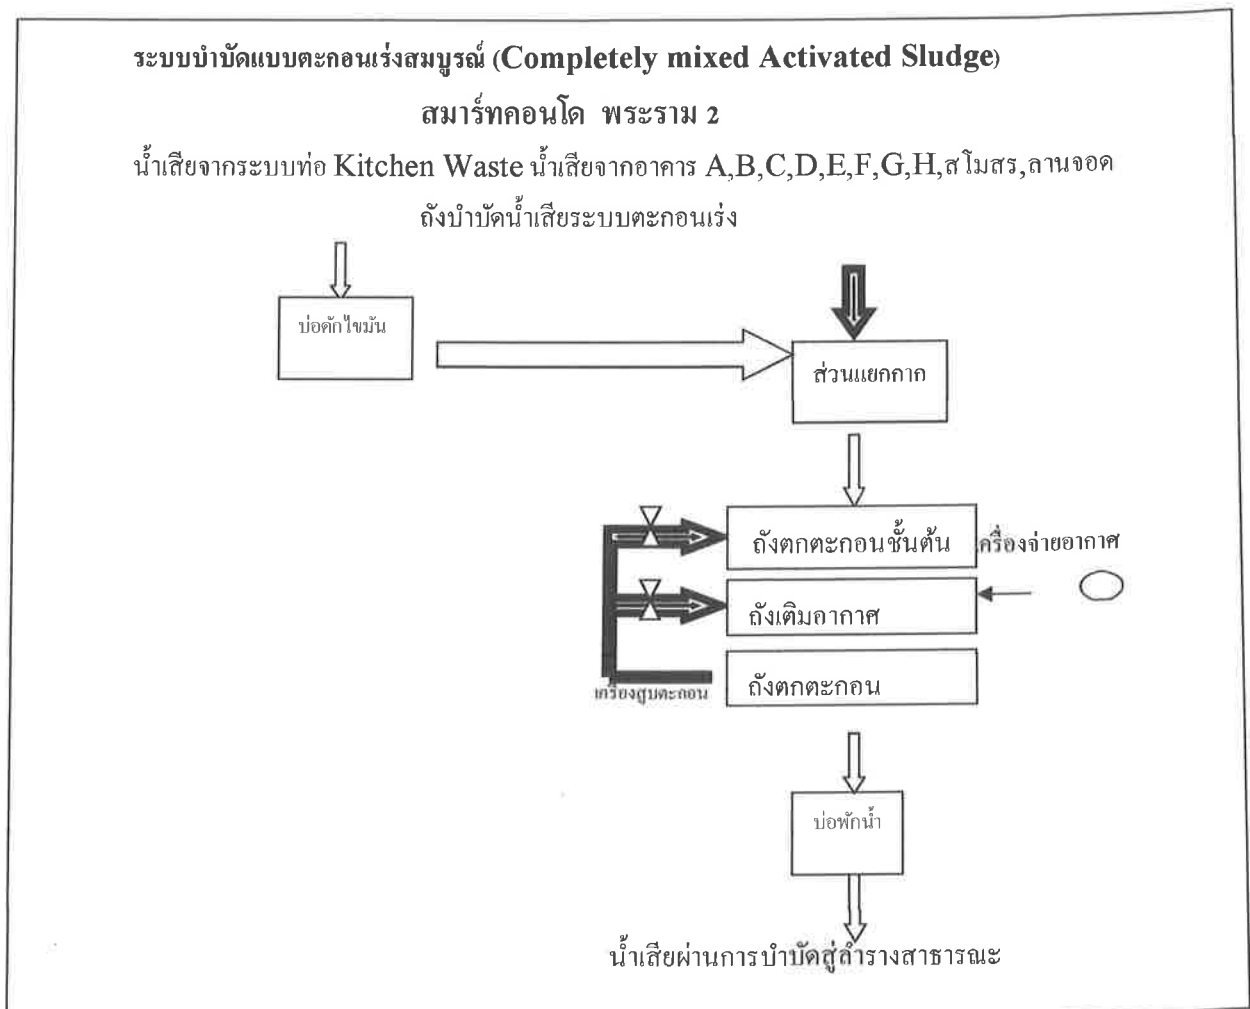 ระบบบำบัดแบบตะกอนเร่งสมบูรณ์ (Completely mixed Activated Sludge)
สมาร์ทคอนโด พระราม 2
น้ำเสียจากระบบท่อ Kitchen Waste น้ำเสียจากอาคาร A,B,C,D,E,F,G,H,สโมสร,ลานจอด
ถังบำบัดน้ำเสียระบบตะกอนเร่ง
บ่อดักไขมัน
ส่วนแยกกาก
ถังตกตะกอนชั้นต้น
เครื่องจ่ายอากาศ
ถังเติมอากาศ
ถังตกตะกอน
เครื่องสูบตะกอน
บ่อพักน้ำ
น้ำเสียผ่านการบำบัดสู่ลำรางสาธารณะ